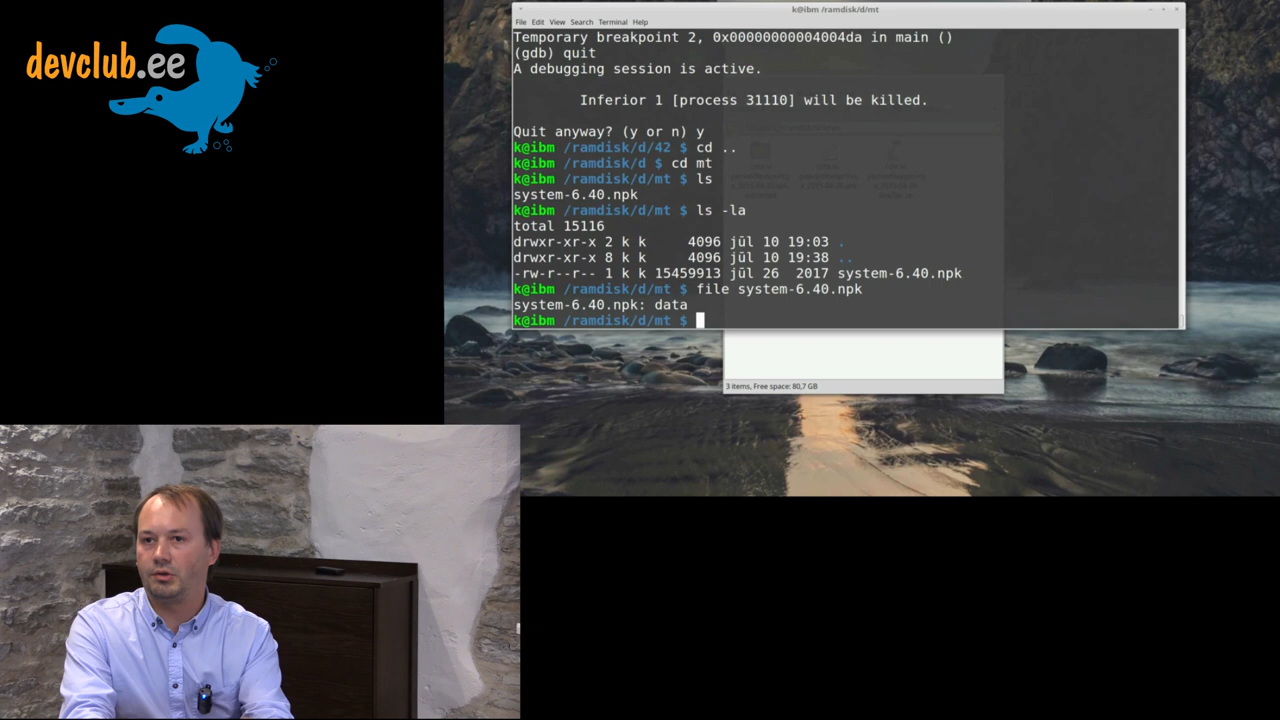 devclub.ee
k@ibm /ramdisk/d/mt
File Edit View Search Terminal Help
Temporary breakpoint 2, 0x00000000004004da in main ()
(gdb) quit
A debugging session is active.
Inferior 1 [process 31110] will be killed.
Quit anyway? (y or n) y
k@ibm /ramdisk/d/42 $ cd ..
k@ibm /ramdisk/d $ cd mt
k@ibm /ramdisk/d/mt $ ls
system-6.40.npk
k@ibm /ramdisk/d/mt $ ls -la
total 15116
drwxr-xr-x 2 k k 4096 jūl 10 19:03 .
drwxr-xr-x 8 k k 4096 jūl 10 19:38 ..
-rw-r--r-- 1 k k 15459913 jūl 26 2017 system-6.40.npk
k@ibm /ramdisk/d/mt $ file system-6.40.npk
system-6.40.npk: data
k@ibm /ramdisk/d/mt $
3 items, Free space: 80,7 GB